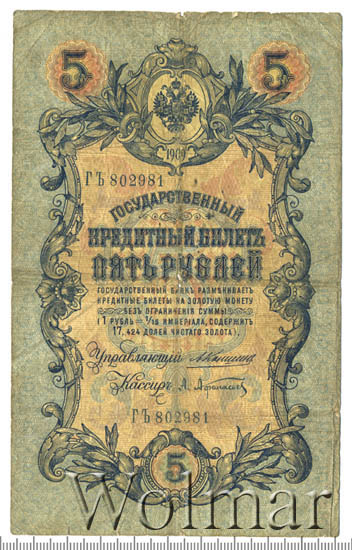 5 5
1909
ГЪ 802981
ГОСУДАРСТВЕННЫЙ
КРЕДИТНЫЙ БИЛЕТЪ
ПЯТЬ РУБЛЕЙ
ГОСУДАРСТВЕННЫЙ БАНКЪ РАЗМѢНИВАЕТЪ
КРЕДИТНЫЕ БИЛЕТЫ НА ЗОЛОТУЮ МОНЕТУ
БЕЗЪ ОГРАНИЧЕНІЯ СУММЫ
(1 РУБЛЬ = 1/15 ИМПЕРІАЛА, СОДЕРЖИТЪ
17,424 ДОЛЕЙ ЧИСТАГО ЗОЛОТА).
Управляющій
Кассиръ А. Афанасьевъ
ГЪ 802981
5
Wolmar